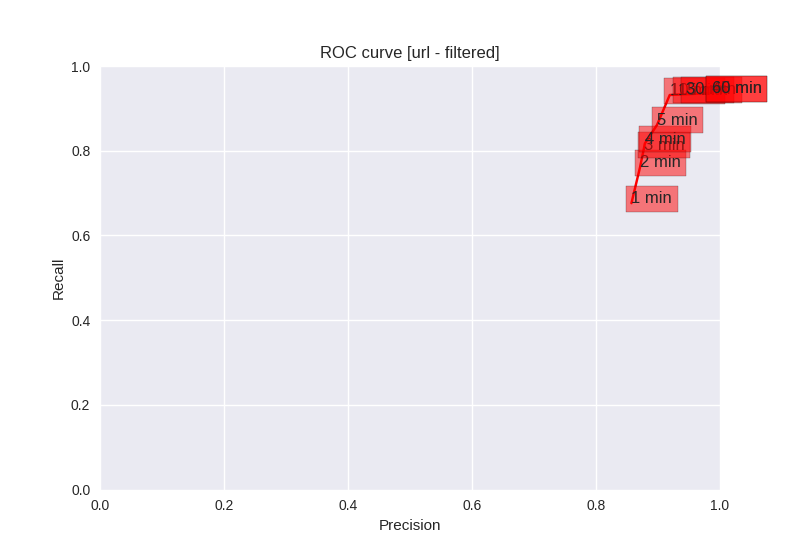 ROC curve [url - filtered]
1.0
0.8
0.6
0.4
0.2
0.0
Recall
60 min
5 min
4 min
3 min
2 min
1 min
0.0 0.2 0.4 0.6 0.8 1.0
Precision